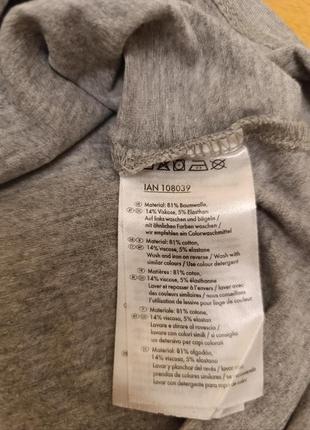 IAN 108039
Material: 81% Baumwolle,
14% Viscose, 5% Elasthan
Auf links waschen und bügeln /
mit ähnlichen Farben waschen /
wir empfehlen ein Colorwaschmittel
Material: 81% cotton,
14% viscose, 5% elastane
Wash and iron on reverse / Wash with
similar colours / Use colour detergent
Matières : 81% coton,
14% viscose, 5% élasthanne
Laver et repasser à l'envers / laver avec
des couleurs similaires / nous conseillons
l'utilisation de lessive pour linge de couleur
Materiale: 81% cotone,
14% viscosa, 5% elastan
Lavare e stirare al rovescio /
lavare con colori simili / si consiglia
un detersivo per capi colorati
Material: 81% algodón,
14% viscosa, 5% elastano
Lavar y planchar del revés / lavar con
prendas de colores similares /
lavar con detergente para ropa